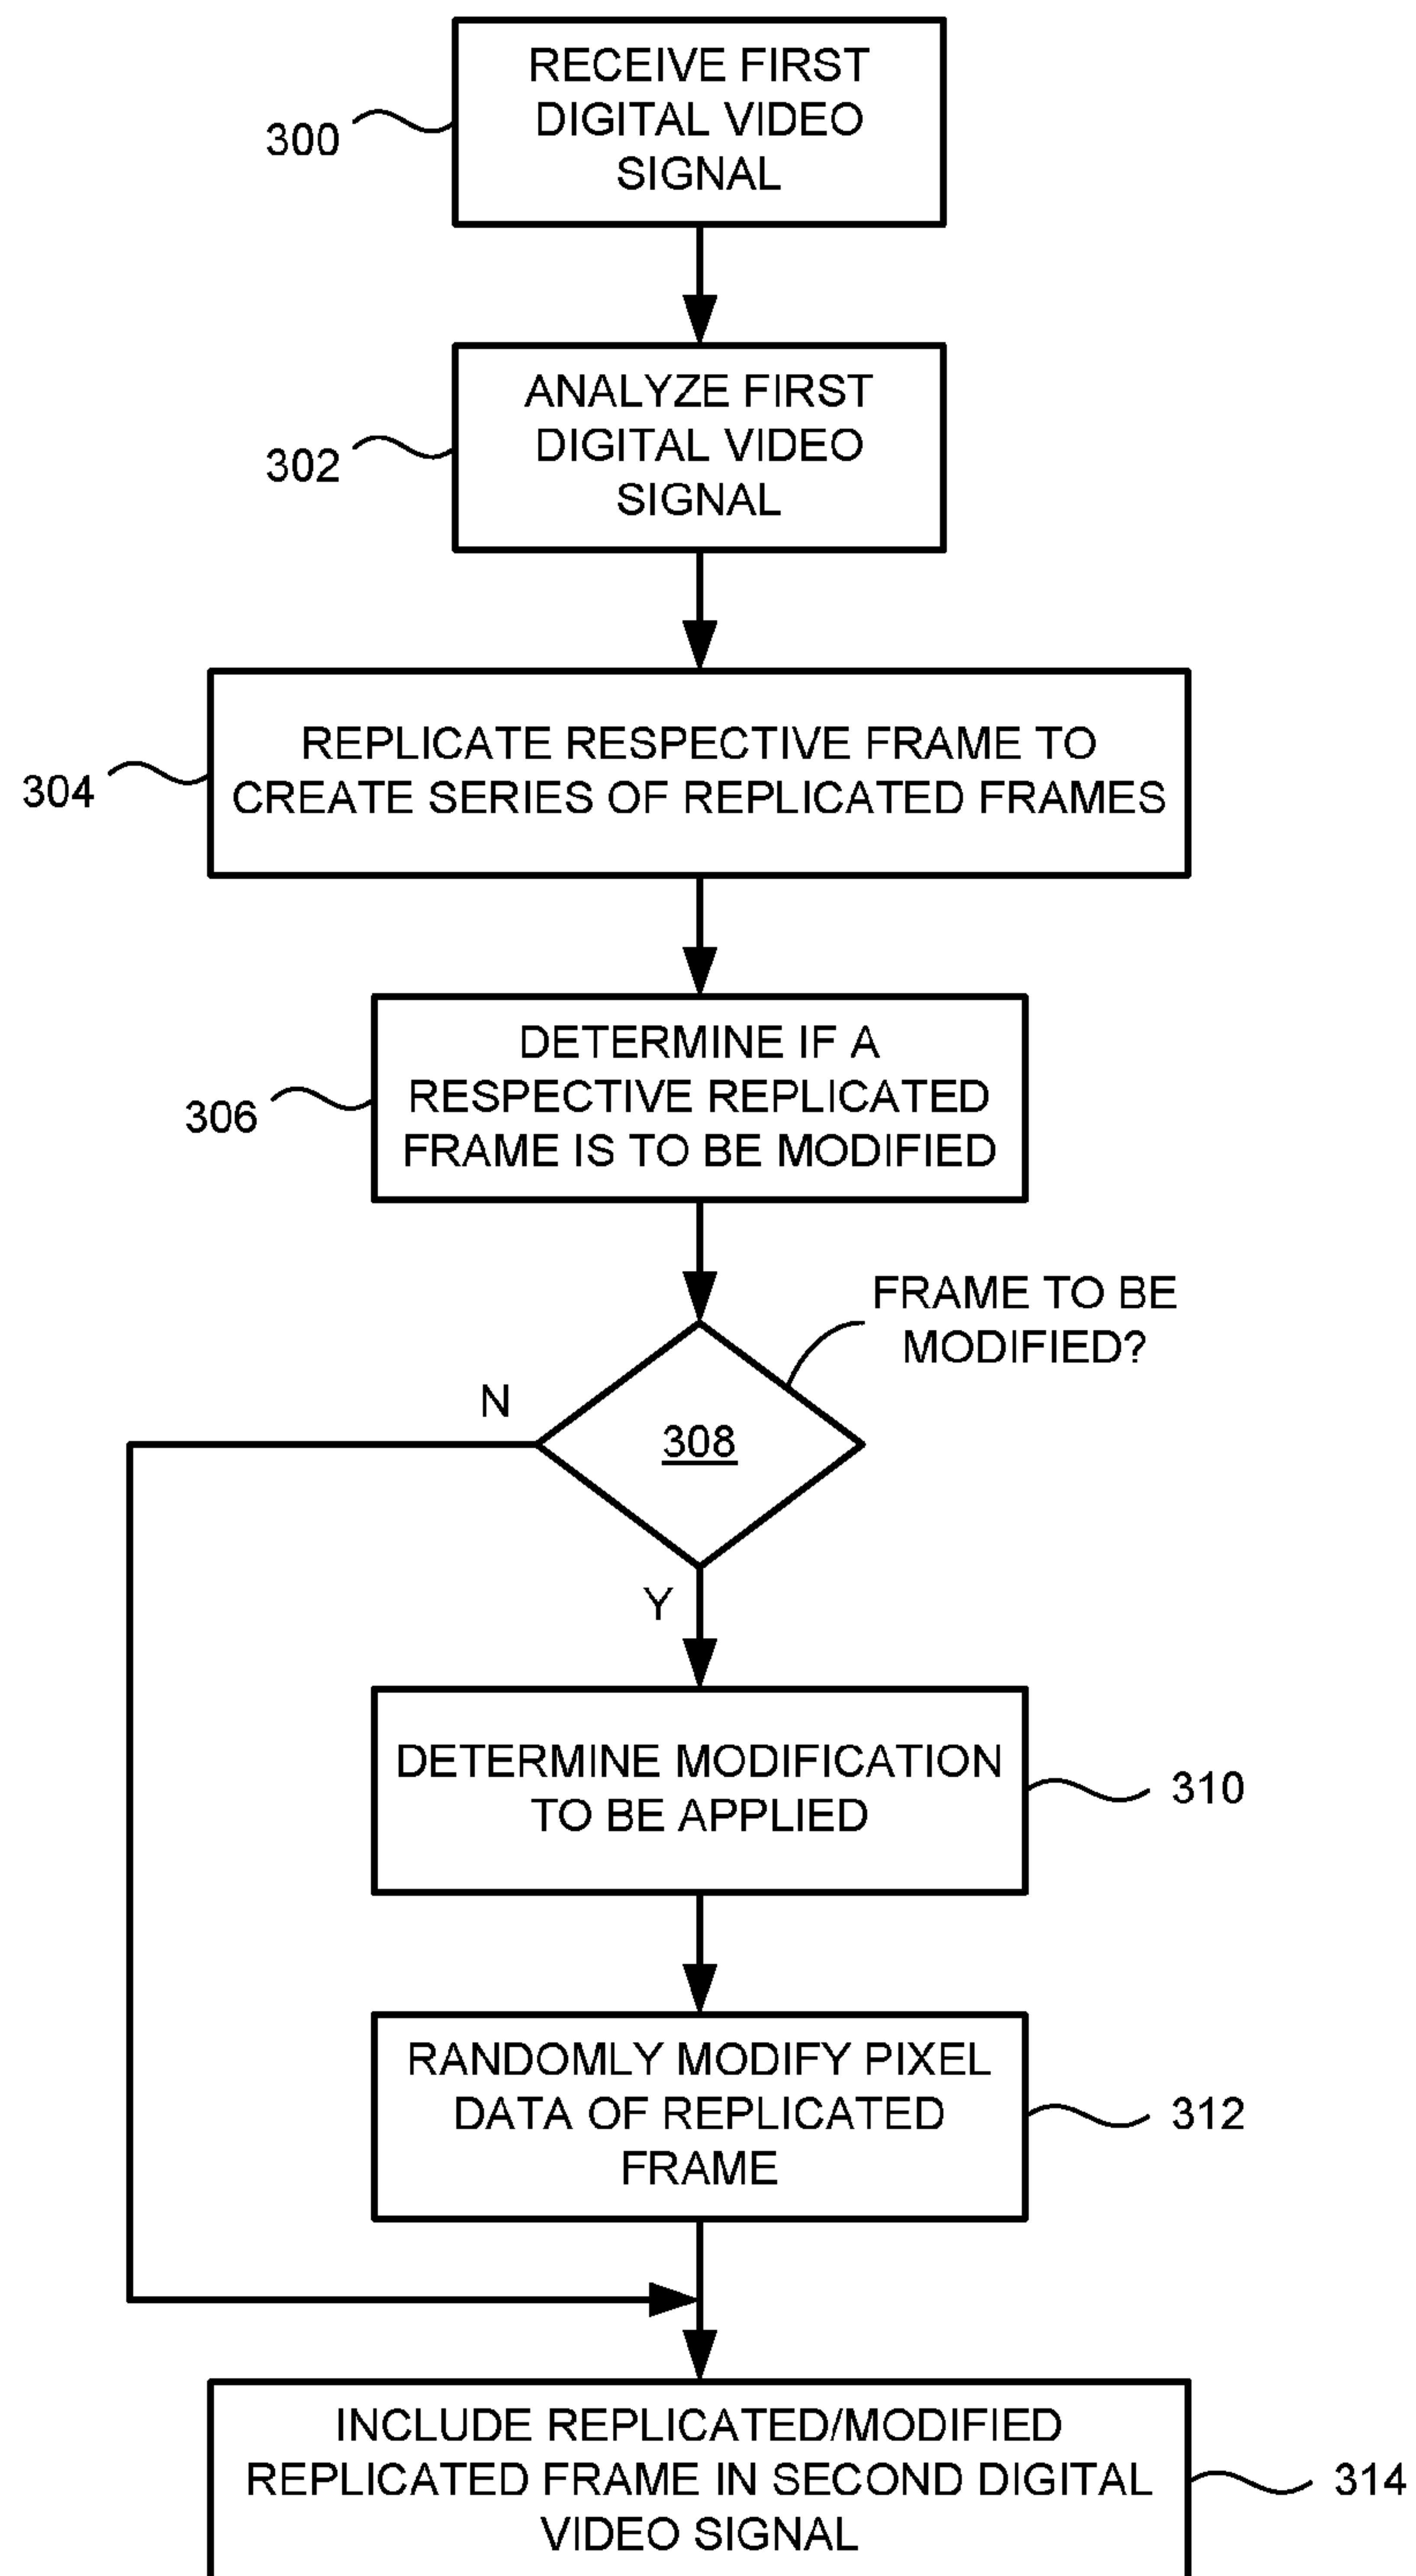 RECEIVE FIRST
DIGITAL VIDEO
SIGNAL
300
ANALYZE FIRST
DIGITAL VIDEO
SIGNAL
302
REPLICATE RESPECTIVE FRAME TO
CREATE SERIES OF REPLICATED FRAMES
304
DETERMINE IF A
RESPECTIVE REPLICATED
FRAME IS TO BE MODIFIED
306
FRAME TO BE
MODIFIED?
N
308
Y
DETERMINE MODIFICATION
TO BE APPLIED
310
RANDOMLY MODIFY PIXEL
DATA OF REPLICATED
FRAME
312
INCLUDE REPLICATED/MODIFIED
REPLICATED FRAME IN SECOND DIGITAL
VIDEO SIGNAL
314